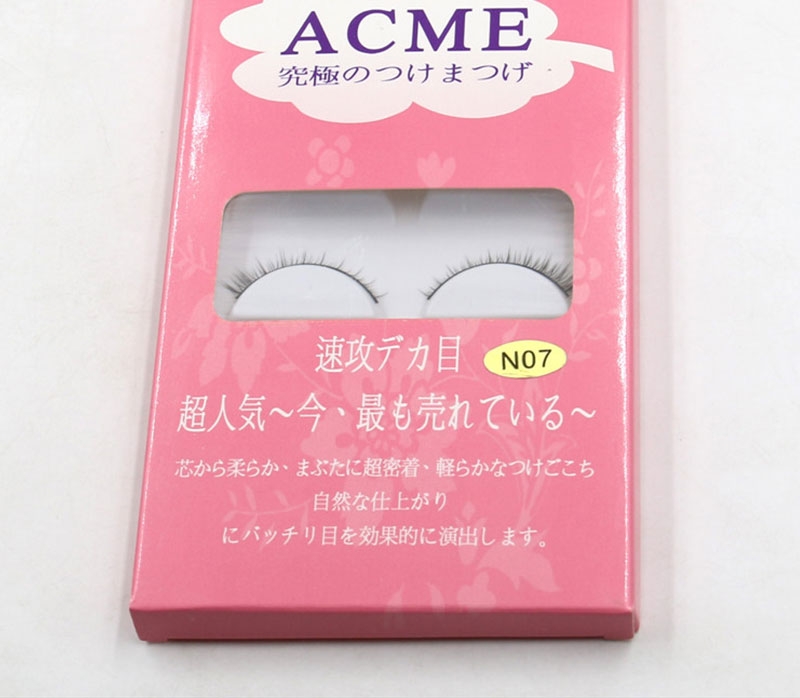 ACME
究極のつけまつげ
速攻デカ目 N07
超人気～今、最も売れている～
芯から柔らか、まぶたに超密着、軽らかなつけごこち
自然な仕上がり
にバッチリ目を効果的に演出します。